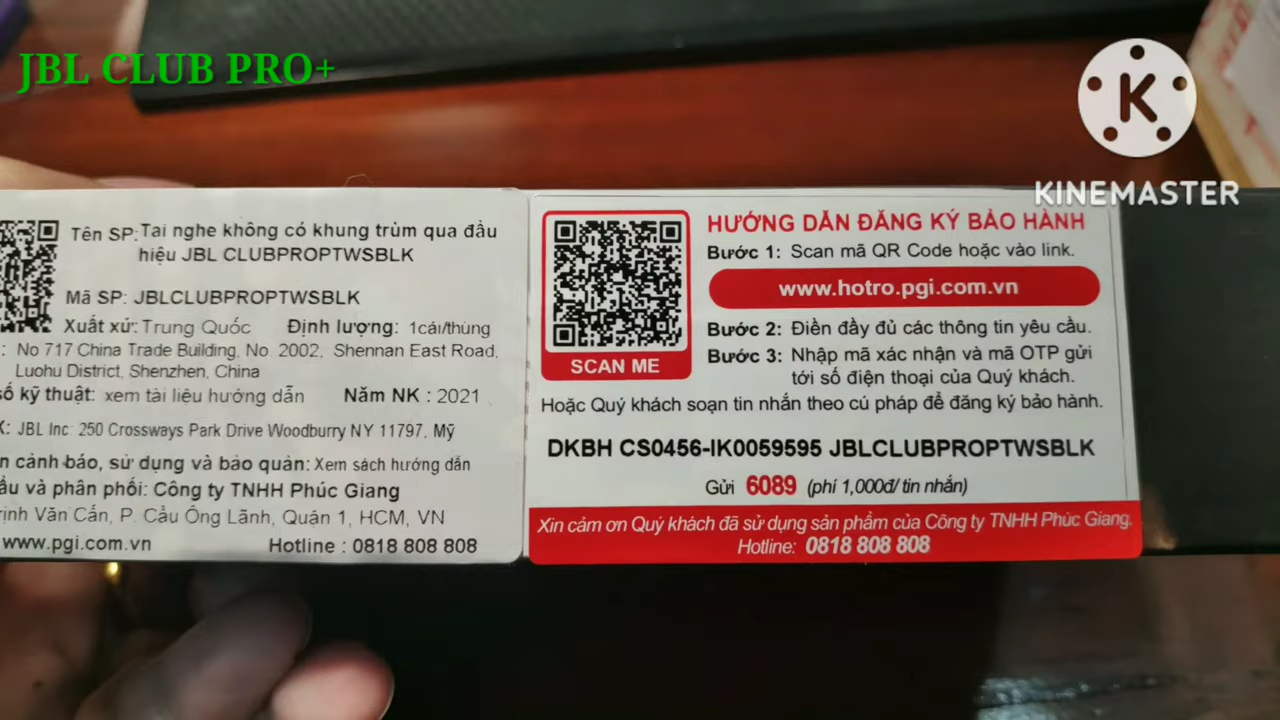 JBL CLUB PRO+
K
KINEMASTER
Tên SP: Tai nghe không có khung trùm qua đầu
hiệu JBL CLUBPROPTWSBLK
Mã SP: JBLCLUBPROPTWSBLK
Xuất xứ: Trung Quốc Định lượng: 1cái/thùng
: No 717 China Trade Building, No. 2002, Shennan East Road,
Luohu District, Shenzhen, China
số kỹ thuật: xem tài liệu hướng dẫn Năm NK : 2021
: JBL Inc. 250 Crossways Park Drive Woodburry NY 11797, Mỹ
cảnh báo, sử dụng và bảo quản: Xem sách hướng dẫn
và phân phối: Công ty TNHH Phúc Giang
Văn Cấn, P. Cầu Ông Lãnh, Quận 1, HCM, VN
www.pgi.com.vn Hotline : 0818 808 808
HƯỚNG DẪN ĐĂNG KÝ BẢO HÀNH
Bước 1: Scan mã QR Code hoặc vào link.
www.hotro.pgi.com.vn
Bước 2: Điền đầy đủ các thông tin yêu cầu.
Bước 3: Nhập mã xác nhận và mã OTP gửi
tới số điện thoại của Quý khách.
SCAN ME
Hoặc Quý khách soạn tin nhắn theo cú pháp để đăng ký bảo hành.
DKBH CS0456-IK0059595 JBLCLUBPROPTWSBLK
Gửi 6089 (phí 1,000đ/ tin nhắn)
Xin cảm ơn Quý khách đã sử dụng sản phẩm của Công ty TNHH Phúc Giang.
Hotline: 0818 808 808